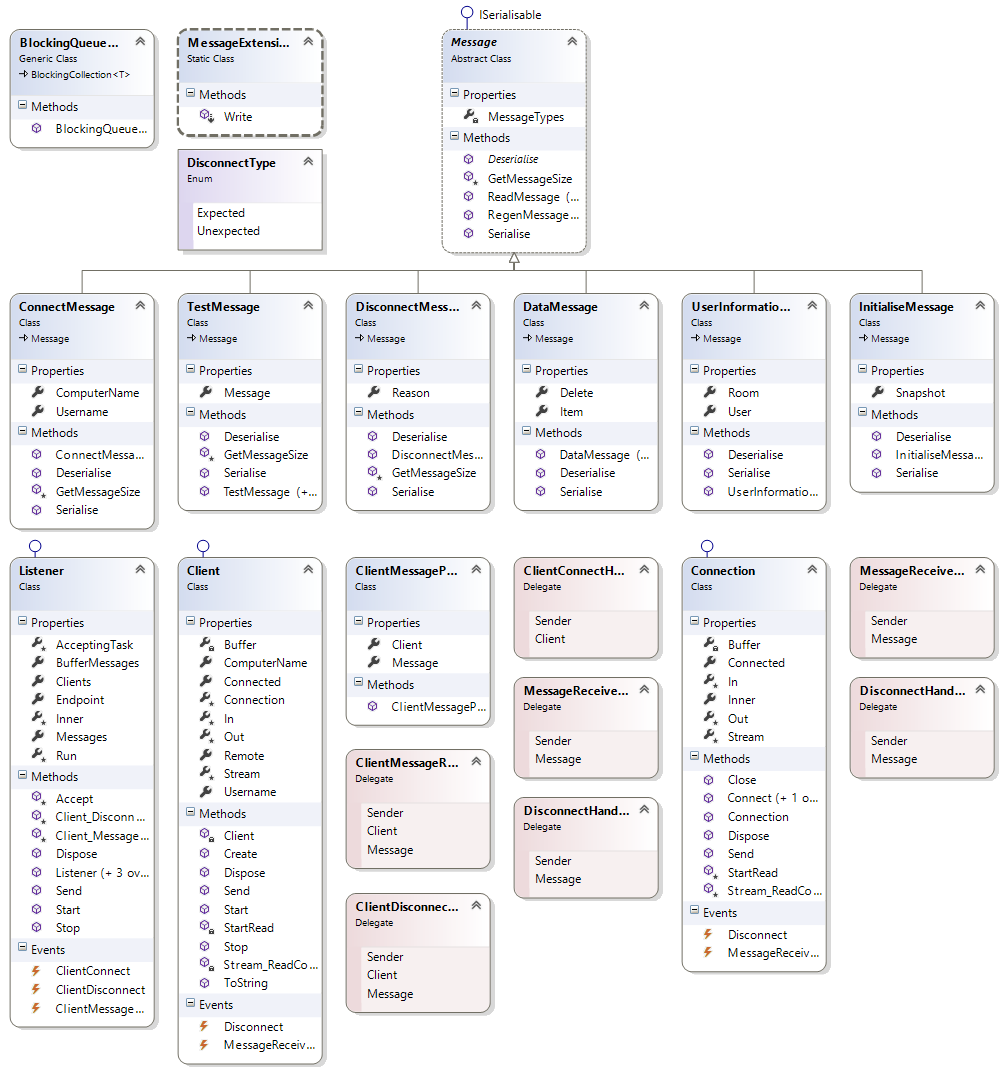 ISerialisable
BlockingQueue...
Generic Class
BlockingCollection<T>
Methods
BlockingQueue...
MessageExtensi...
Static Class
Methods
Write
DisconnectType
Enum
Expected
Unexpected
Message
Abstract Class
Properties
MessageTypes
Methods
Deserialise
GetMessageSize
ReadMessage (...
RegenMessage...
Serialise
ConnectMessage
Class
Message
Properties
ComputerName
Username
Methods
ConnectMessa...
Deserialise
GetMessageSize
Serialise
TestMessage
Class
Message
Properties
Message
Methods
Deserialise
GetMessageSize
Serialise
TestMessage (+...
DisconnectMess...
Class
Message
Properties
Reason
Methods
Deserialise
DisconnectMes...
GetMessageSize
Serialise
DataMessage
Class
Message
Properties
Delete
Item
Methods
DataMessage (...
Deserialise
Serialise
UserInformatio...
Class
Message
Properties
Room
User
Methods
Deserialise
Serialise
UserInformatio...
InitialiseMessage
Class
Message
Properties
Snapshot
Methods
Deserialise
InitialiseMessa...
Serialise
Listener
Class
Properties
AcceptingTask
BufferMessages
Clients
Endpoint
Inner
Messages
Run
Methods
Accept
Client_Disconn...
Client_Message...
Dispose
Listener (+ 3 ov...
Send
Start
Stop
Events
ClientConnect
ClientDisconnect
ClientMessage...
Client
Class
Properties
Buffer
ComputerName
Connected
Connection
In
Out
Remote
Stream
Username
Methods
Client
Create
Dispose
Send
Start
StartRead
Stop
Stream_ReadCo...
ToString
Events
Disconnect
MessageReceiv...
ClientMessageP...
Class
Properties
Client
Message
Methods
ClientMessageP...
ClientMessageR...
Delegate
Sender
Client
Message
ClientDisconnec...
Delegate
Sender
Client
Message
ClientConnectH...
Delegate
Sender
Client
MessageReceive...
Delegate
Sender
Message
DisconnectHand...
Delegate
Sender
Message
Connection
Class
Properties
Buffer
Connected
In
Inner
Out
Stream
Methods
Close
Connect (+ 1 o...
Connection
Dispose
Send
StartRead
Stream_ReadCo...
Events
Disconnect
MessageReceiv...
MessageReceive...
Delegate
Sender
Message
DisconnectHand...
Delegate
Sender
Message